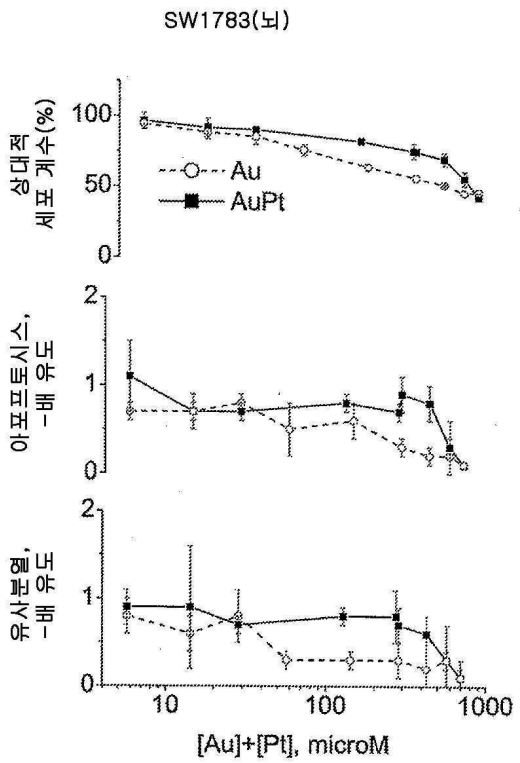 SW1783(뇌)
상대적
세포 계수(%)
100
50
0
Au
AuPt
아포프토시스,
-배 유도
2
1
0
유사분열,
-배 유도
2
1
0
10
100
1000
[Au]+[Pt], microM